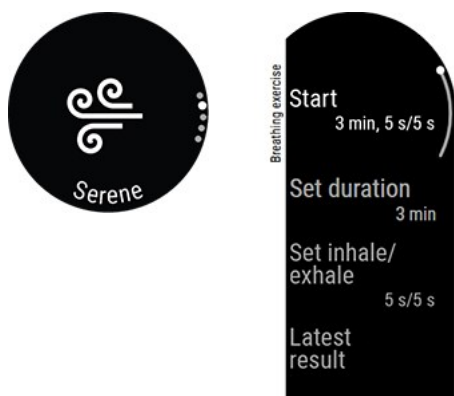 Serene
Breathing exercise
Start
3 min, 5 s/5 s
Set duration
3 min
Set inhale/
exhale
5 s/5 s
Latest
result